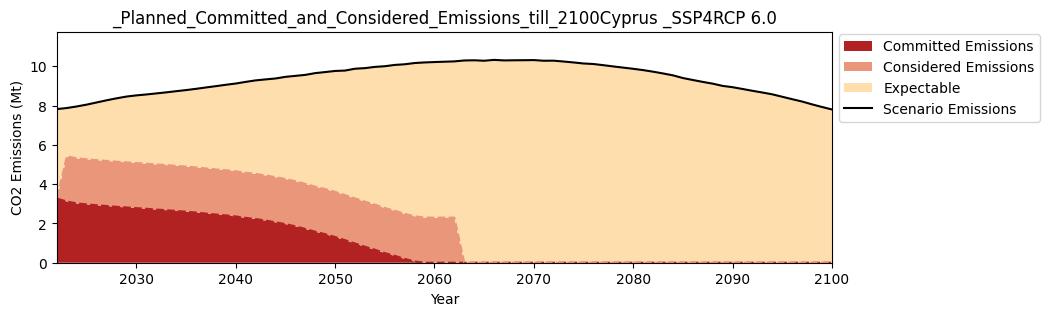 _Planned_Committed_and_Considered_Emissions_till_2100Cyprus _SSP4RCP 6.0
Committed Emissions
Considered Emissions
Expectable
Scenario Emissions
CO2 Emissions (Mt)
10
8
6
4
2
0
2030 2040 2050 2060 2070 2080 2090 2100
Year